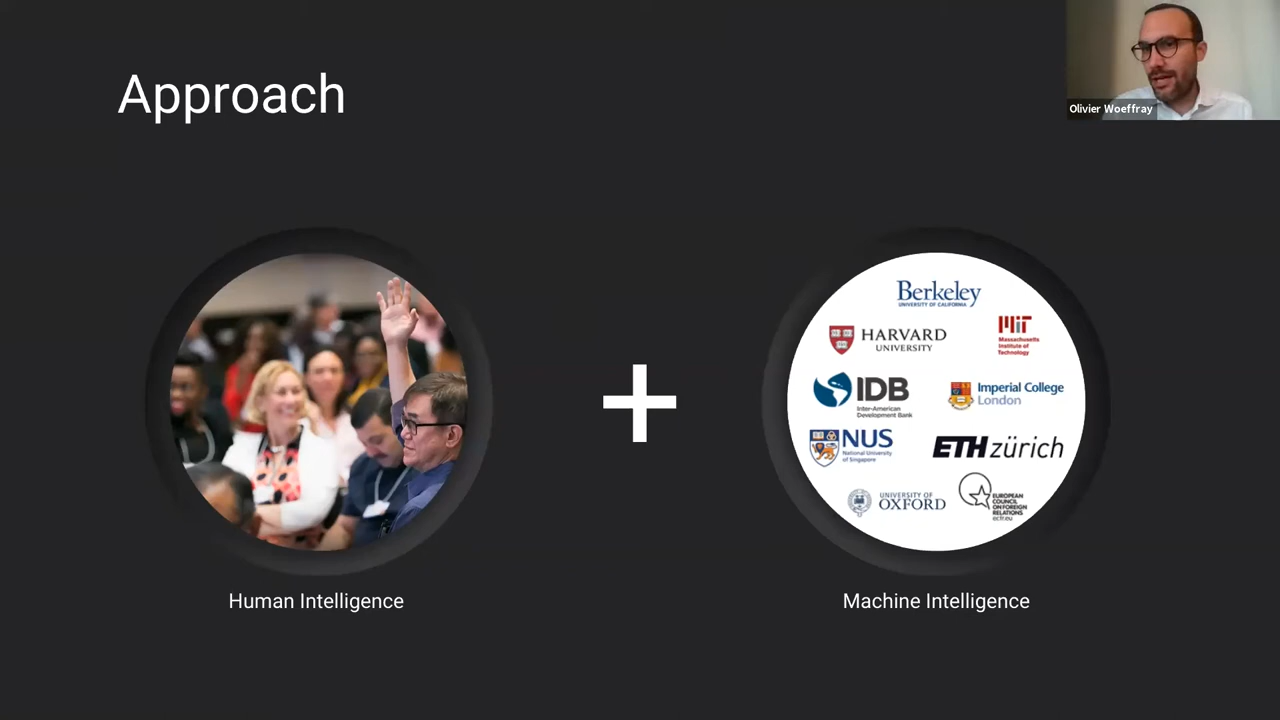 Approach
Olivier Woeffray
Berkeley
UNIVERSITY OF CALIFORNIA
HARVARD
UNIVERSITY
MIT
Massachusetts
Institute of
Technology
IDB
Inter-American
Development Bank
Imperial College
London
NUS
National University
of Singapore
ETH zürich
UNIVERSITY OF
OXFORD
EUROPEAN
COUNCIL
ON FOREIGN
RELATIONS
ecfr.eu
Human Intelligence
Machine Intelligence